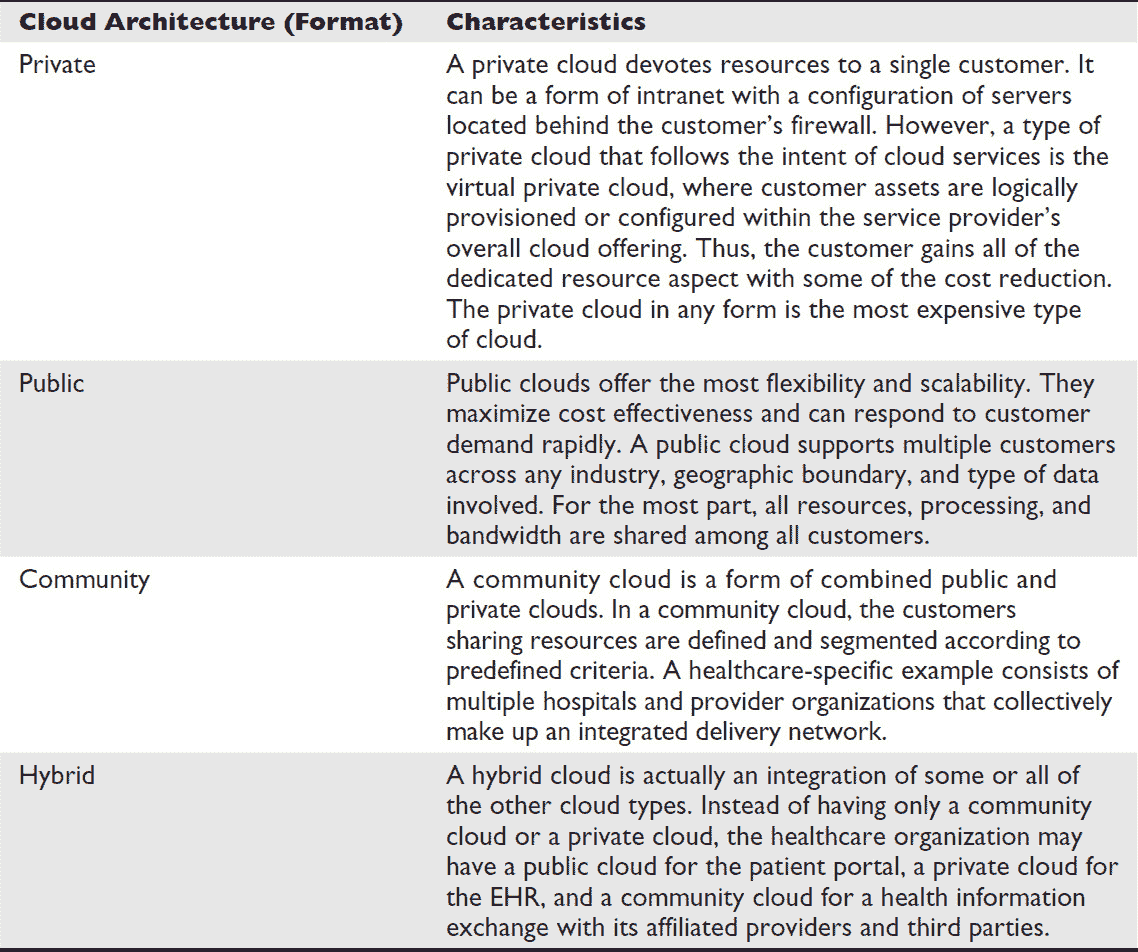 Cloud Architecture (Format) Characteristics
Private A private cloud devotes resources to a single customer. It
can be a form of intranet with a configuration of servers
located behind the customer’s firewall. However, a type of
private cloud that follows the intent of cloud services is the
virtual private cloud, where customer assets are logically
provisioned or configured within the service provider’s
overall cloud offering. Thus, the customer gains all of the
dedicated resource aspect with some of the cost reduction.
The private cloud in any form is the most expensive type
of cloud.
Public Public clouds offer the most flexibility and scalability. They
maximize cost effectiveness and can respond to customer
demand rapidly. A public cloud supports multiple customers
across any industry, geographic boundary, and type of data
involved. For the most part, all resources, processing, and
bandwidth are shared among all customers.
Community A community cloud is a form of combined public and
private clouds. In a community cloud, the customers
sharing resources are defined and segmented according to
predefined criteria. A healthcare-specific example consists of
multiple hospitals and provider organizations that collectively
make up an integrated delivery network.
Hybrid A hybrid cloud is actually an integration of some or all of
the other cloud types. Instead of having only a community
cloud or a private cloud, the healthcare organization may
have a public cloud for the patient portal, a private cloud for
the EHR, and a community cloud for a health information
exchange with its affiliated providers and third parties.